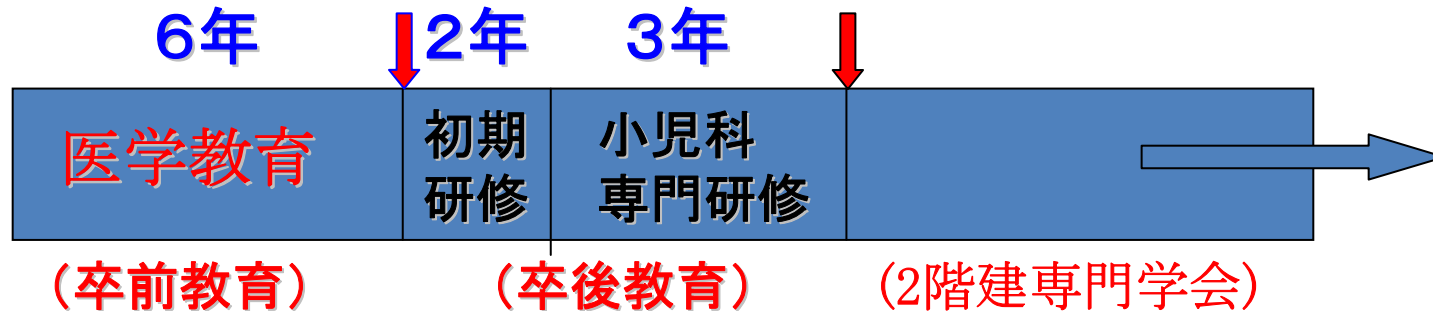 6年 2年 3年
医学教育
初期
研修
小児科
専門研修
（卒前教育） （卒後教育） (2階建専門学会)